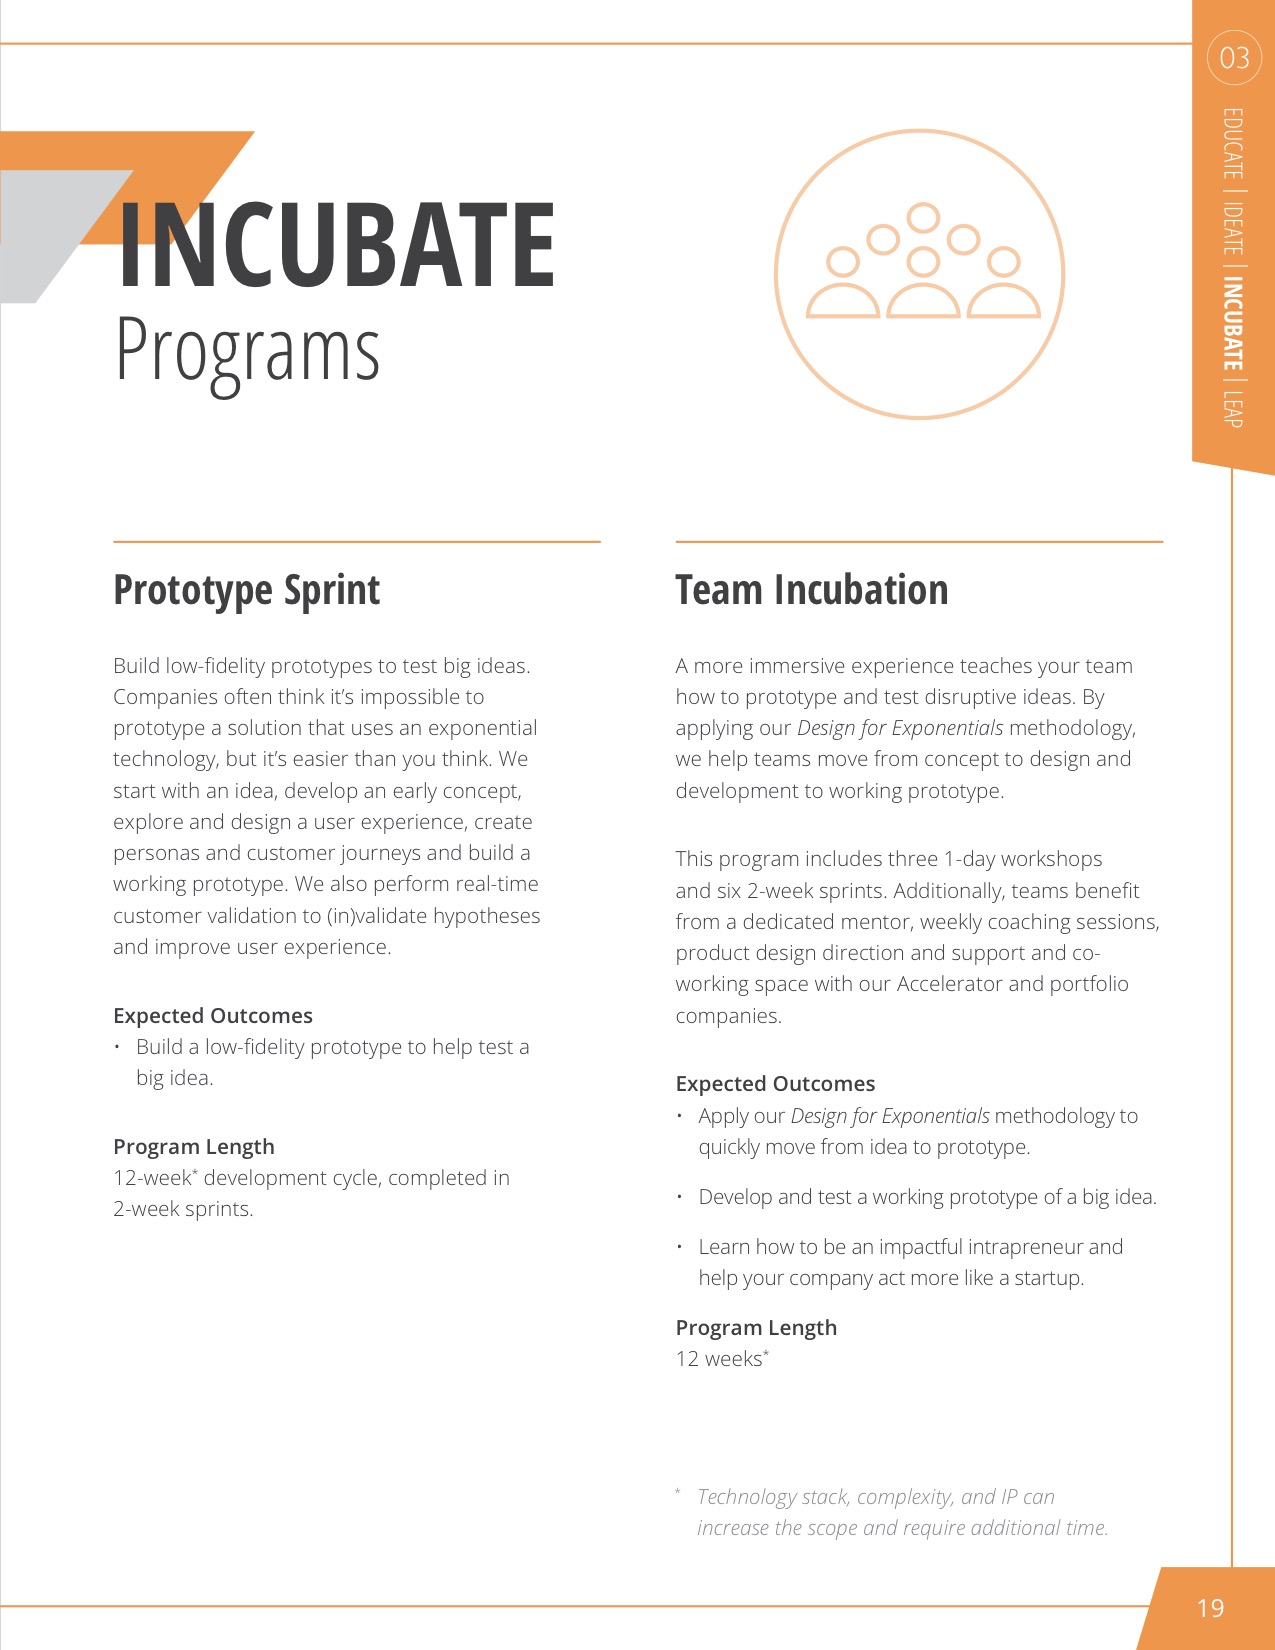 03
EDUCATE | IDEATE | INCUBATE | LEAP
INCUBATE
Programs
Prototype Sprint
Build low-fidelity prototypes to test big ideas.
Companies often think it’s impossible to
prototype a solution that uses an exponential
technology, but it’s easier than you think. We
start with an idea, develop an early concept,
explore and design a user experience, create
personas and customer journeys and build a
working prototype. We also perform real-time
customer validation to (in)validate hypotheses
and improve user experience.
Expected Outcomes
• Build a low-fidelity prototype to help test a
big idea.
Program Length
12-week* development cycle, completed in
2-week sprints.
Team Incubation
A more immersive experience teaches your team
how to prototype and test disruptive ideas. By
applying our Design for Exponentials methodology,
we help teams move from concept to design and
development to working prototype.
This program includes three 1-day workshops
and six 2-week sprints. Additionally, teams benefit
from a dedicated mentor, weekly coaching sessions,
product design direction and support and co-
working space with our Accelerator and portfolio
companies.
Expected Outcomes
• Apply our Design for Exponentials methodology to
quickly move from idea to prototype.
• Develop and test a working prototype of a big idea.
• Learn how to be an impactful intrapreneur and
help your company act more like a startup.
Program Length
12 weeks*
* Technology stack, complexity, and IP can
increase the scope and require additional time.
19